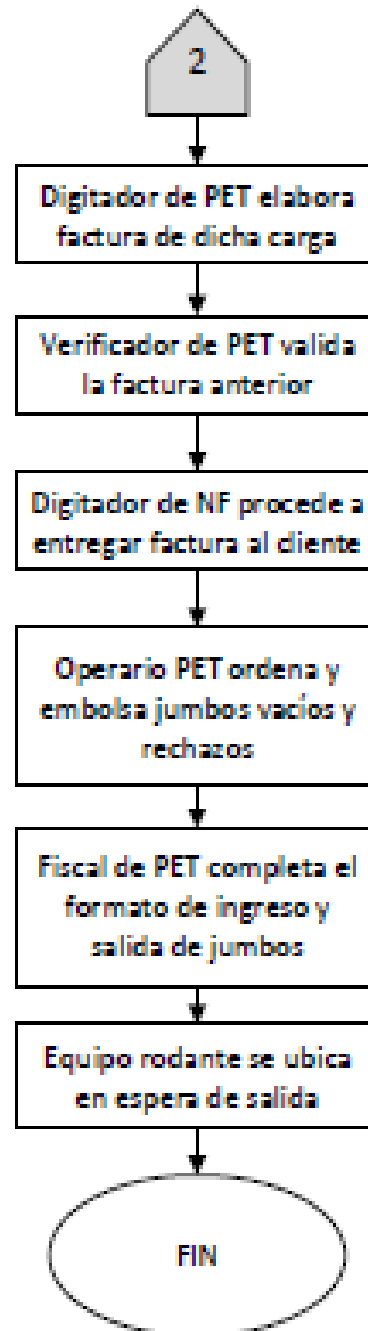 2
Digitador de PET elabora
factura de dicha carga
Verificador de PET valida
la factura anterior
Digitador de NF procede a
entregar factura al cliente
Operario PET ordena y
embolsa jumbos vacíos y
rechazos
Fiscal de PET completa el
formato de ingreso y
salida de jumbos
Equipo rodante se ubica
en espera de salida
FIN